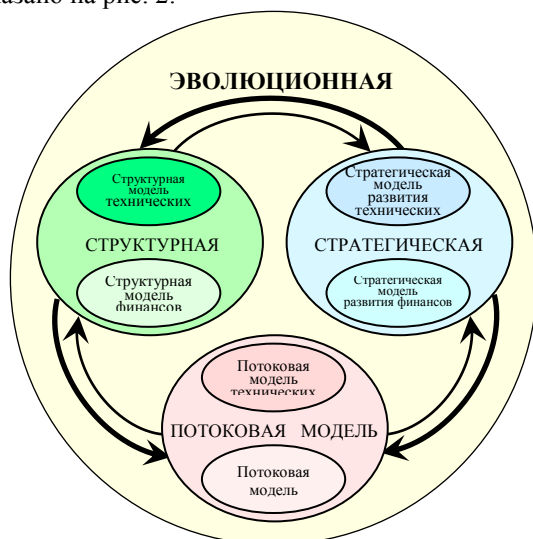 казано на рис. 2.
ЭВОЛЮЦИОННАЯ
Структурная
модель
технических
СТРУКТУРНАЯ
Структурная
модель
финансов
Стратегическая
модель
развития
технических
СТРАТЕГИЧЕСКАЯ
Стратегическая
модель
развития финансов
Потоковая
модель
технических
ПОТОКОВАЯ МОДЕЛЬ
Потоковая
модель